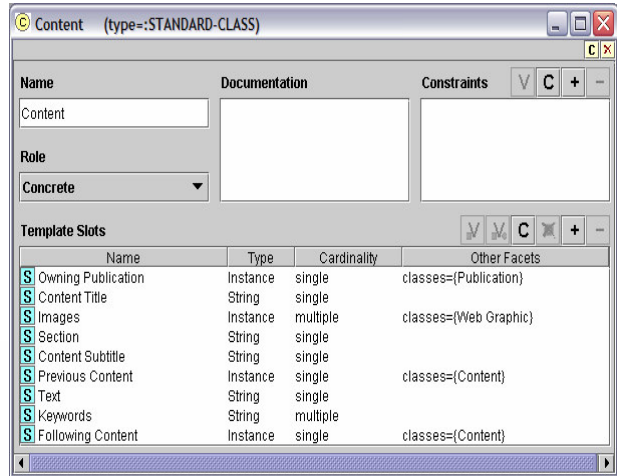 C Content (type=:STANDARD-CLASS)
C
Name Documentation Constraints V C + −
Content
Role
Concrete
Template Slots V V C + −
Name Type Cardinality Other Facets
S Owning Publication Instance single classes={Publication}
S Content Title String single
S Images Instance multiple classes={Web Graphic}
S Section String single
S Content Subtitle String single
S Previous Content Instance single classes={Content}
S Text String single
S Keywords String multiple
S Following Content Instance single classes={Content}